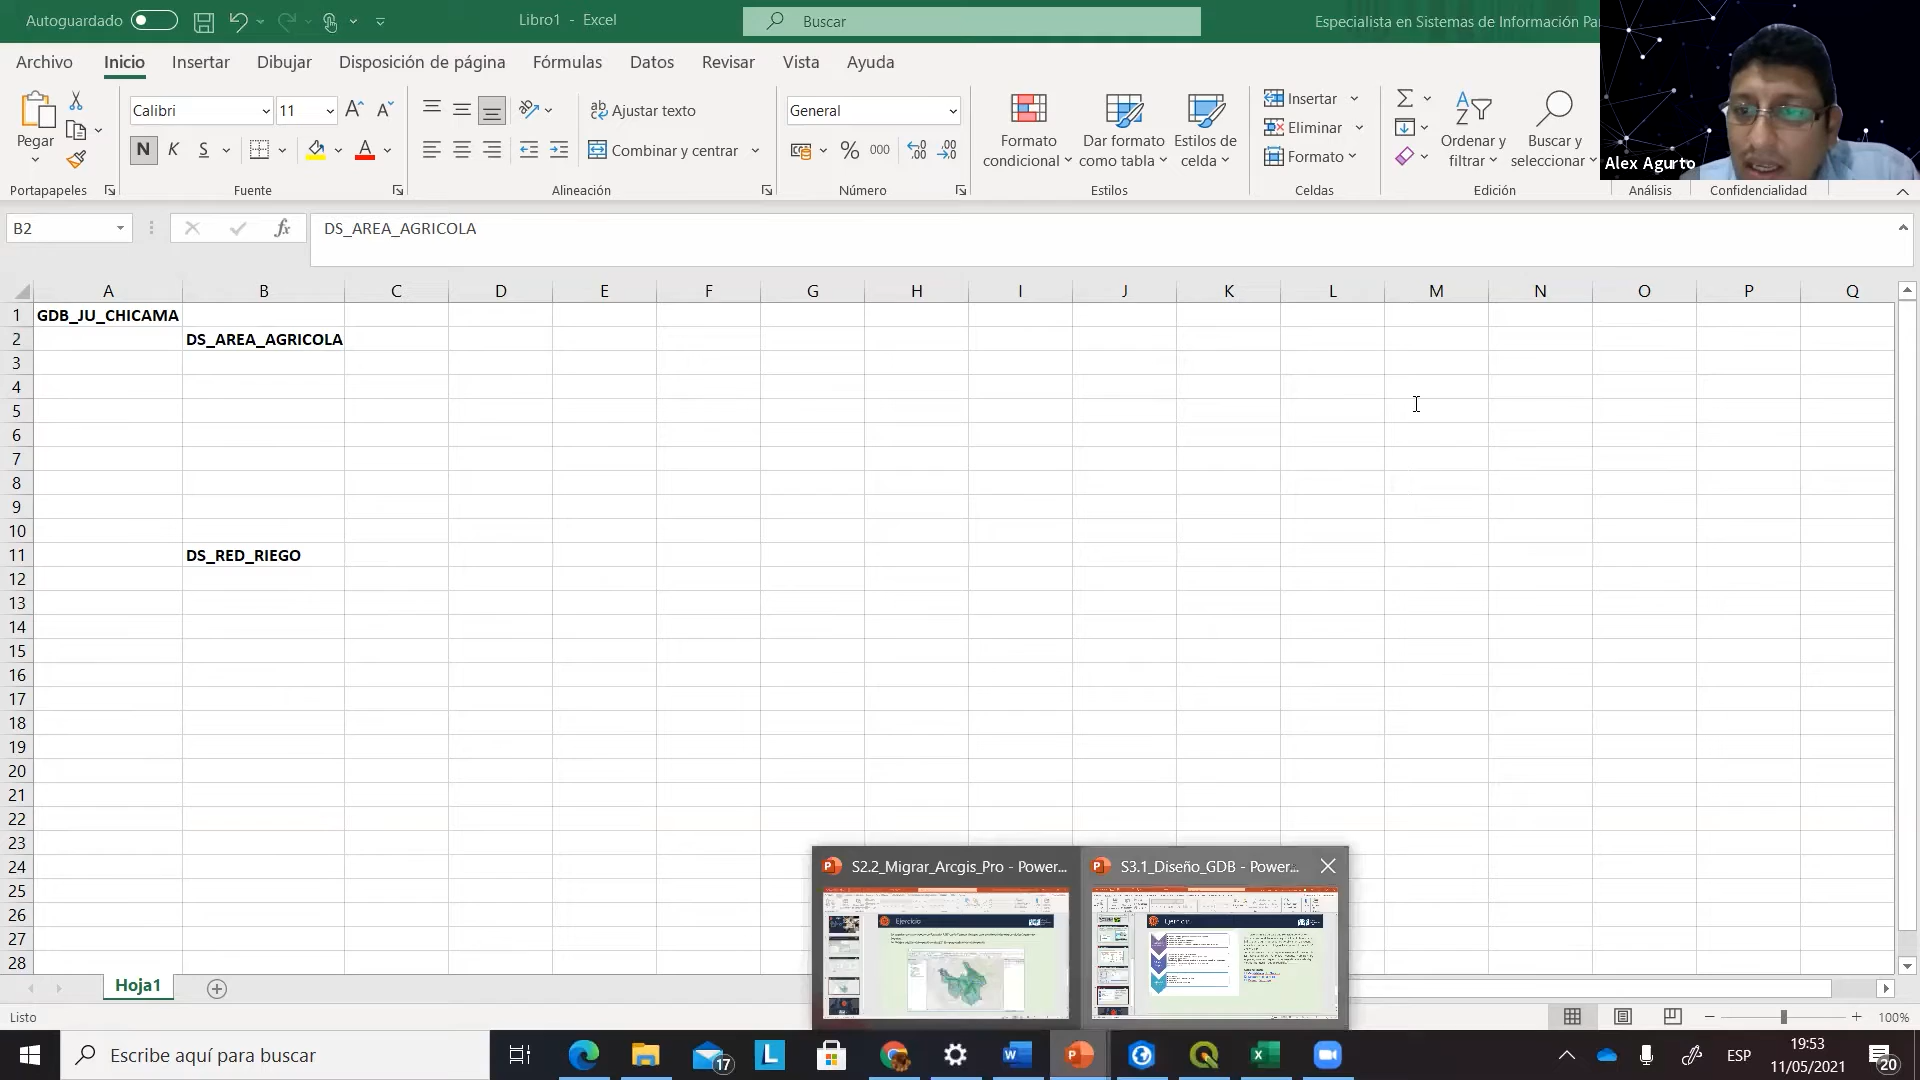 Autoguardado
Libro1 - Excel
Buscar
Especialista en Sistemas de Información
Archivo Inicio Insertar Dibujar Disposición de página Fórmulas Datos Revisar Vista Ayuda
Pegar
Portapapeles
Calibri 11
N K S
Fuente
Ajustar texto
Combinar y centrar
Alineación
General
% 000
Número
Formato condicional
Dar formato como tabla
Estilos de celda
Estilos
Insertar
Eliminar
Formato
Celdas
Ordenar y filtrar
Buscar y seleccionar
Edición
Análisis
Confidencialidad
Alex Agurto
B2
fx
DS_AREA_AGRICOLA
A B C D E F G H I J K L M N O P Q
1 GDB_JU_CHICAMA
2 DS_AREA_AGRICOLA
3
4
5
6
7
8
9
10
11 DS_RED_RIEGO
12
13
14
15
16
17
18
19
20
21
22
23
24
25
26
27
28
S2.2_Migrar_Arcgis_Pro - Power...
S3.1_Diseño_GDB - Power...
Ejercicio
Ejercicio
Hoja1
Listo
100%
Escribe aquí para buscar
17
ESP
19:53
11/05/2021
20